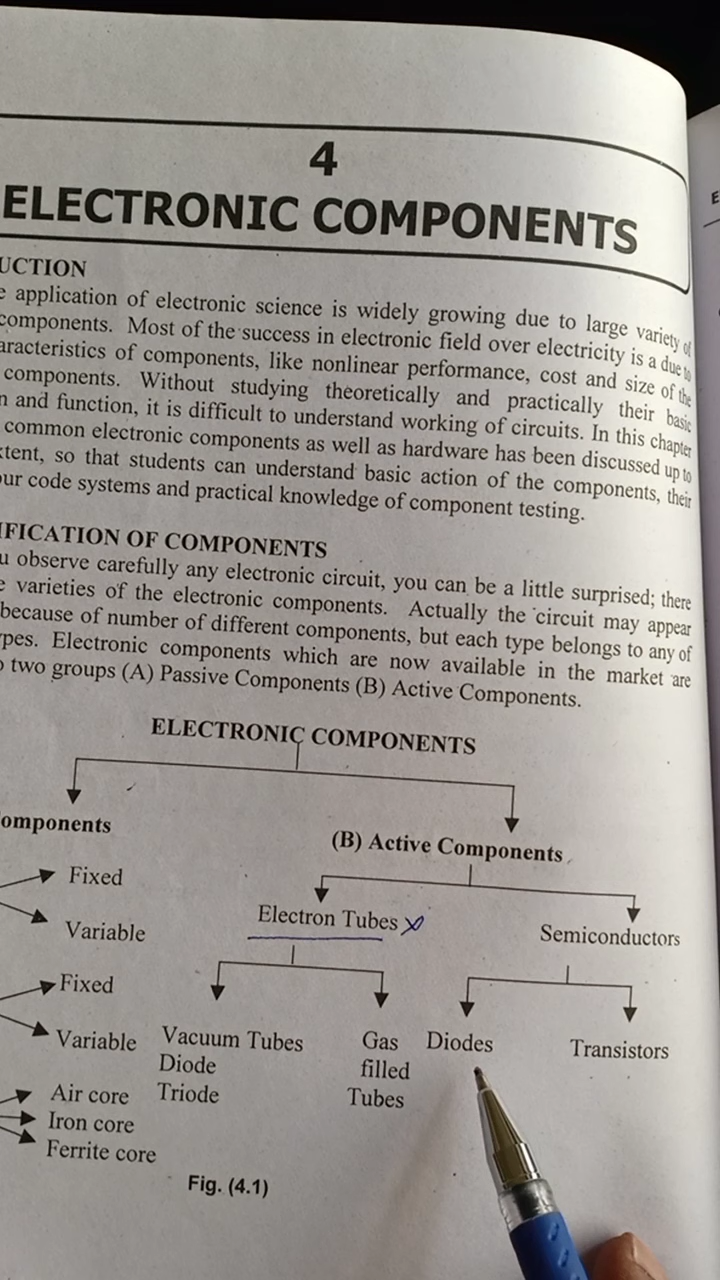 4
ELECTRONIC COMPONENTS
UCTION
e application of electronic science is widely growing due to large variety of
components. Most of the success in electronic field over electricity is a due to
aracteristics of components, like nonlinear performance, cost and size of the
components. Without studying theoretically and practically their basic
n and function, it is difficult to understand working of circuits. In this chapter
common electronic components as well as hardware has been discussed up to
xtent, so that students can understand basic action of the components, their
our code systems and practical knowledge of component testing.
IFICATION OF COMPONENTS
u observe carefully any electronic circuit, you can be a little surprised; there
e varieties of the electronic components. Actually the circuit may appear
because of number of different components, but each type belongs to any of
ypes. Electronic components which are now available in the market are
o two groups (A) Passive Components (B) Active Components.
ELECTRONIC COMPONENTS
omponents
(B) Active Components
Fixed
Electron Tubes
Variable
Semiconductors
Fixed
Variable
Vacuum Tubes
Diode
Triode
Gas
filled
Tubes
Diodes
Transistors
Air core
Iron core
Ferrite core
Fig. (4.1)
E